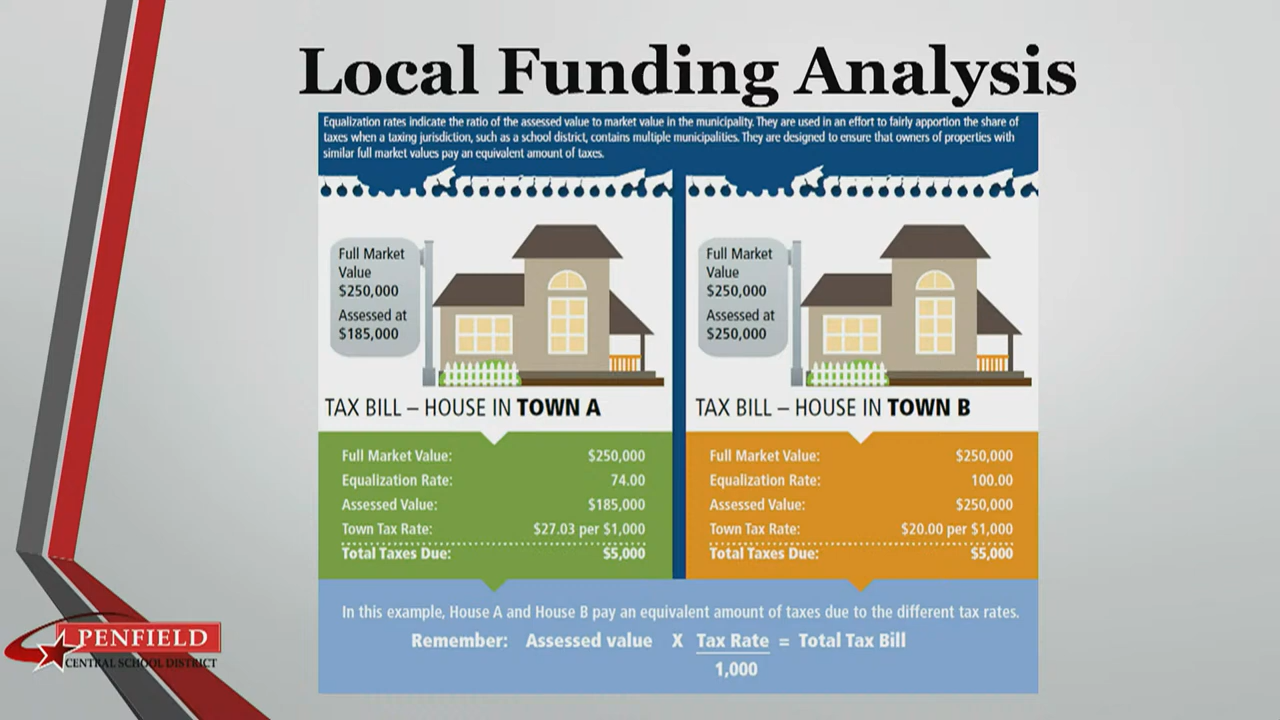 Local Funding Analysis
Equalization rates indicate the ratio of the assessed value to market value in the municipality. They are used in an effort to fairly apportion the share of
taxes when a taxing jurisdiction, such as a school district, contains multiple municipalities. They are designed to ensure that owners of properties with
similar full market values pay an equivalent amount of taxes.
Full Market
Value
$250,000
Assessed at
$185,000
TAX BILL – HOUSE IN TOWN A
Full Market Value: $250,000
Equalization Rate: 74.00
Assessed Value: $185,000
Town Tax Rate: $27.03 per $1,000
Total Taxes Due: $5,000
Full Market
Value
$250,000
Assessed at
$250,000
TAX BILL – HOUSE IN TOWN B
Full Market Value: $250,000
Equalization Rate: 100.00
Assessed Value: $250,000
Town Tax Rate: $20.00 per $1,000
Total Taxes Due: $5,000
In this example, House A and House B pay an equivalent amount of taxes due to the different tax rates.
Remember: Assessed value X Tax Rate = Total Tax Bill
1,000
PENFIELD
CENTRAL SCHOOL DISTRICT